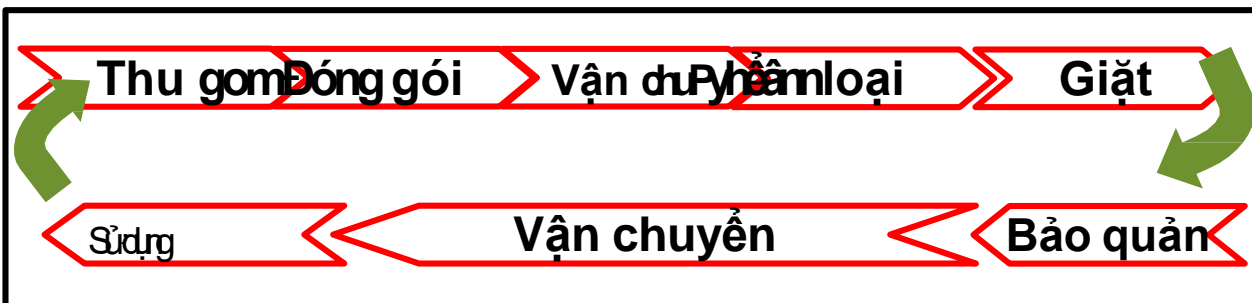 Thu gom Đóng gói Vận chuyển Phân loại Giặt
Sử dụng Vận chuyển Bảo quản